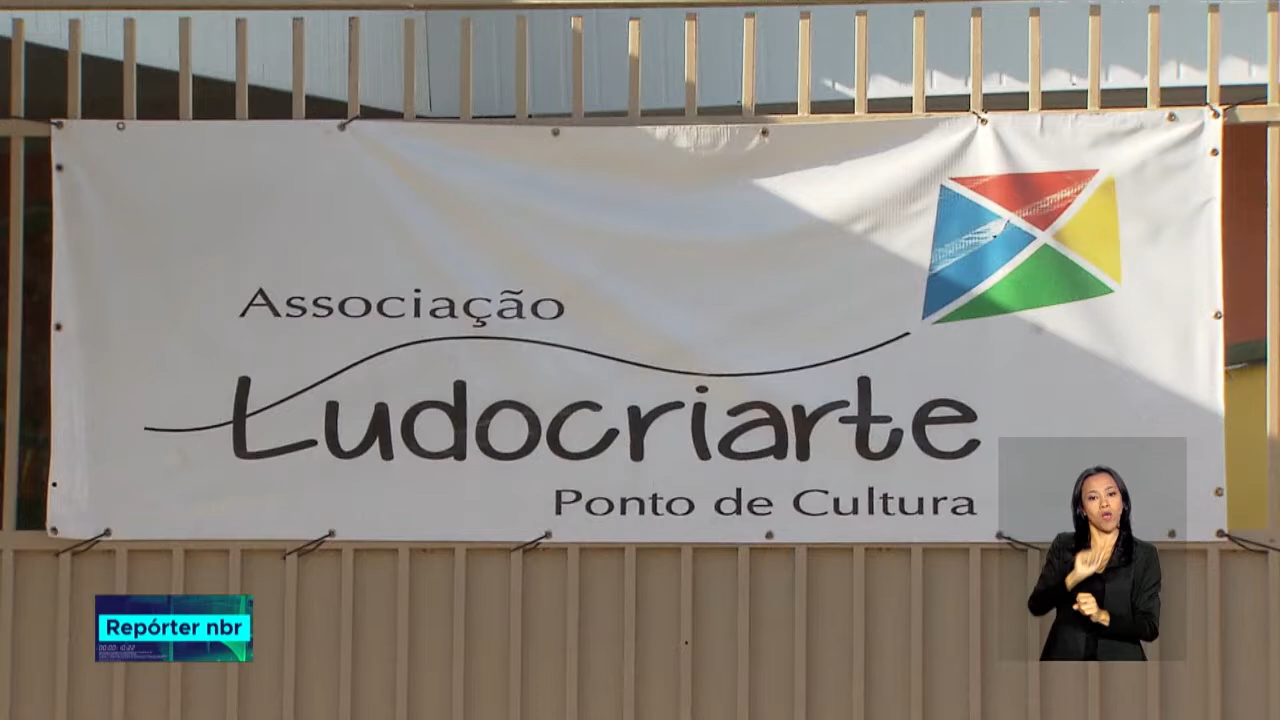 Associação
Ludocriarte
Ponto de Cultura
Repórter nbr